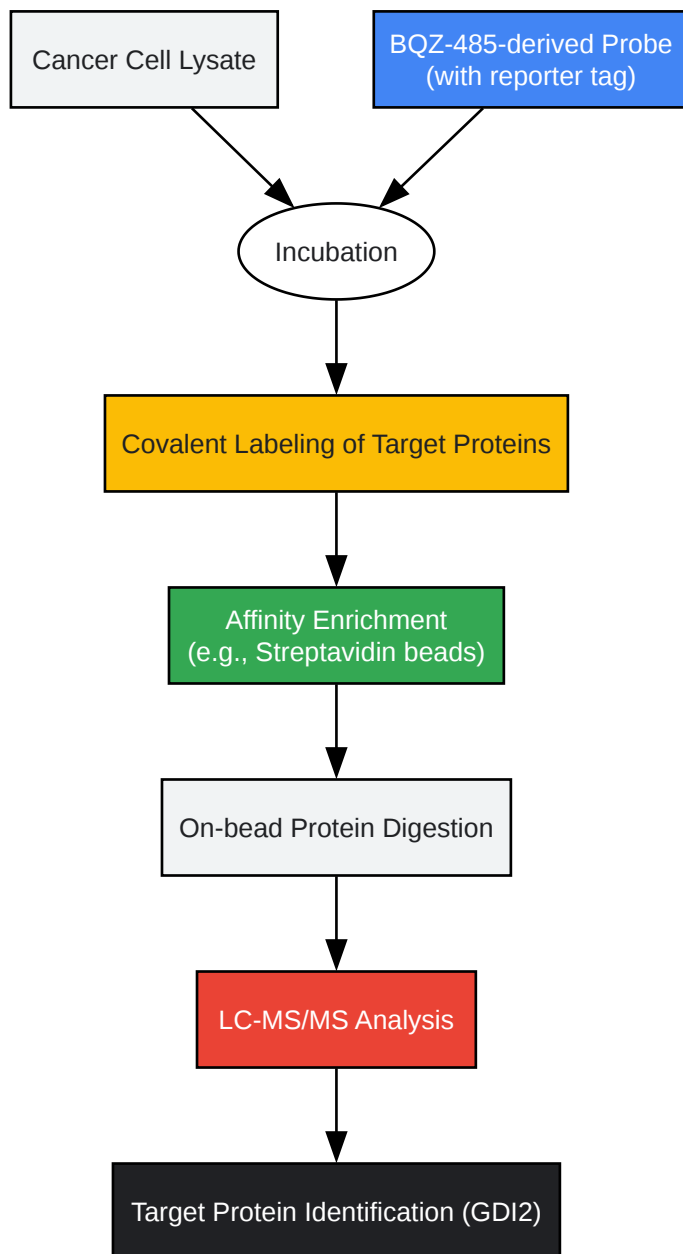 Cancer Cell Lysate
BQZ-485-derived Probe
(with reporter tag)
Incubation
Covalent Labeling of Target Proteins
Affinity Enrichment
(e.g., Streptavidin beads)
On-bead Protein Digestion
LC-MS/MS Analysis
Target Protein Identification (GDI2)